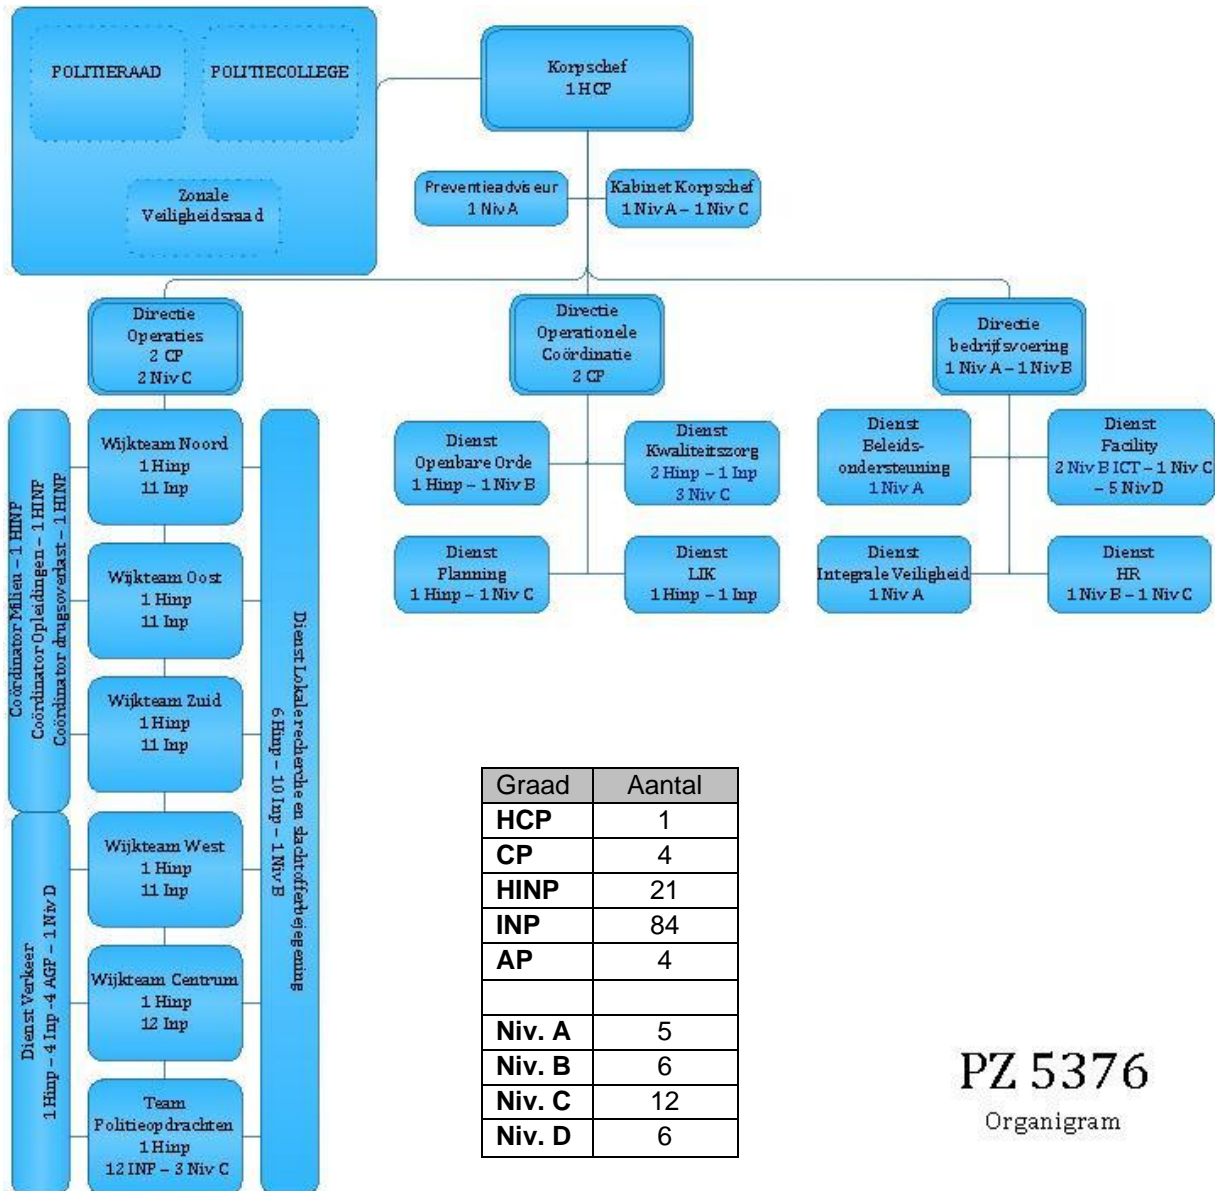 POLITIERAAD
POLITIECOLLEGE
Zonale
Veiligheidsraad
Korpschef
1 HCP
Preventieadviseur
1 Niv A
Kabinet Korpschef
1 Niv A – 1 Niv C
Directie
Operaties
2 CP
2 Niv C
Directie
Operationele
Coördinatie
2 CP
Directie
bedrijfsvoering
1 Niv A – 1 Niv B
Coördinator Milieu – 1 HINP
Coördinator Opleidingen – 1 HINP
Coördinator drugsoverlast – 1 HINP
Wijkteam Noord
1 Hinp
11 Inp
Wijkteam Oost
1 Hinp
11 Inp
Wijkteam Zuid
1 Hinp
11 Inp
Wijkteam West
1 Hinp
11 Inp
Wijkteam Centrum
1 Hinp
12 Inp
Team
Politieopdrachten
1 Hinp
12 INP – 3 Niv C
Dienst Verkeer
1 Hinp – 4 Inp -4 AGP – 1 Niv D
Dienst Lokale recherche en slachtofferbejegening
6 Hinp – 10 Inp – 1 Niv B
Dienst
Openbare Orde
1 Hinp – 1 Niv B
Dienst
Kwaliteitszorg
2 Hinp – 1 Inp
3 Niv C
Dienst
Planning
1 Hinp – 1 Niv C
Dienst
LIK
1 Hinp – 1 Inp
Dienst
Beleids-
ondersteuning
1 Niv A
Dienst
Facility
2 Niv B ICT – 1 Niv C
– 5 Niv D
Dienst
Integrale Veiligheid
1 Niv A
Dienst
HR
1 Niv B – 1 Niv C
Graad Aantal
HCP 1
CP 4
HINP 21
INP 84
AP 4
Niv. A 5
Niv. B 6
Niv. C 12
Niv. D 6
PZ 5376
Organigram